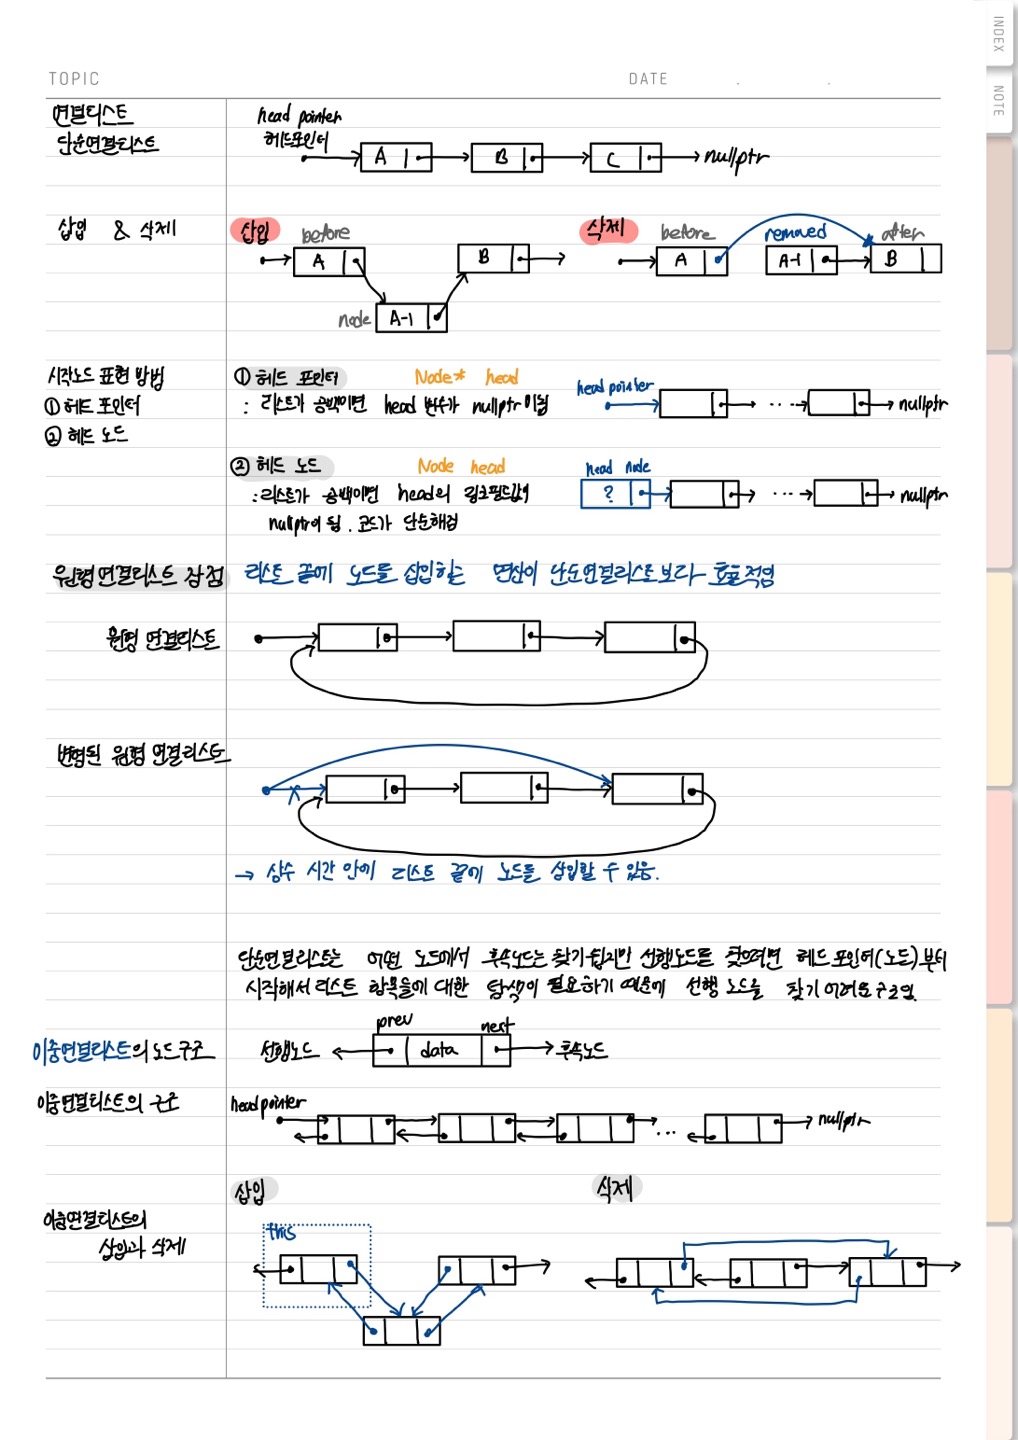 INDEX
NOTE
TOPIC
DATE . .
연결리스트
단순연결리스트
head pointer
헤드포인터
A B C nullptr
삽입 & 삭제
삽입
before
A B
node A-1
삭제
before removed after
A A-1 B
시작노드 표현 방법
① 헤드 포인터
② 헤드 노드
① 헤드 포인터 Node* head
: 리스트가 공백이면 head 변수가 nullptr이됨
head pointer
... nullptr
② 헤드 노드 Node head
: 리스트가 공백이면 head의 링크필드값이
nullptr이 됨. 코드가 단순해짐
head node
? ... nullptr
원형연결리스트 강점 리스트 끝에 노드를 삽입하는 연산이 단순연결리스트보다 효율적임
원형 연결리스트
변형된 원형 연결리스트
→ 상수 시간 안에 리스트 끝에 노드를 삽입할 수 있음.
단순연결리스트는 어떤 노드에서 후속노드는 찾기 쉽지만 선행노드를 찾으려면 헤드포인터(노드)부터
시작해서 리스트 항목들에 대한 탐색이 필요하기 때문에 선행 노드를 찾기 어려운 구조임.
이중연결리스트의 노드구조
prev next
선행노드 data 후속노드
이중연결리스트의 구조
head pointer
... nullptr
이중연결리스트의
삽입과 삭제
삽입
this
삭제